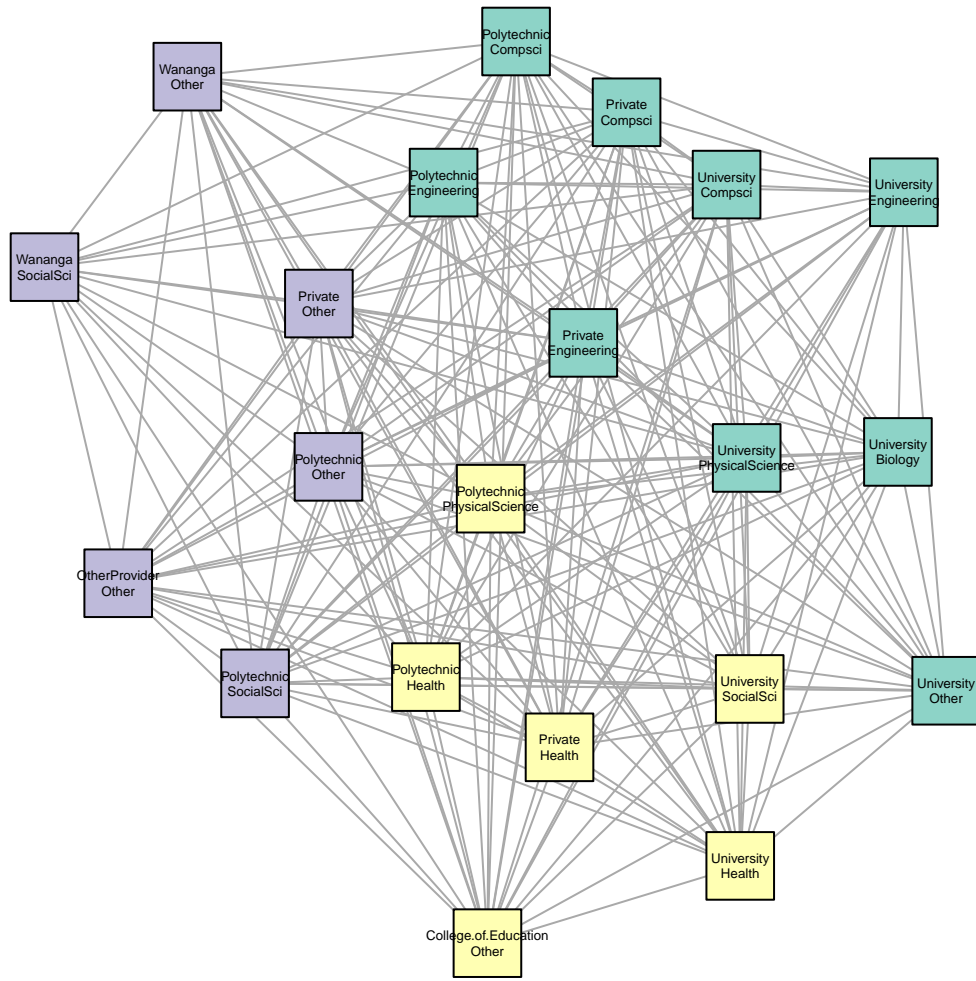 Polytechnic
Compsci
Wananga
Other
Private
Compsci
Polytechnic
Engineering
University
Compsci
University
Engineering
Wananga
SocialSci
Private
Other
Private
Engineering
University
Biology
University
PhysicalScience
Polytechnic
Other
Polytechnic
PhysicalScience
OtherProvider
Other
Polytechnic
Health
Polytechnic
SocialSci
University
SocialSci
University
Other
Private
Health
University
Health
College.of.Education
Other